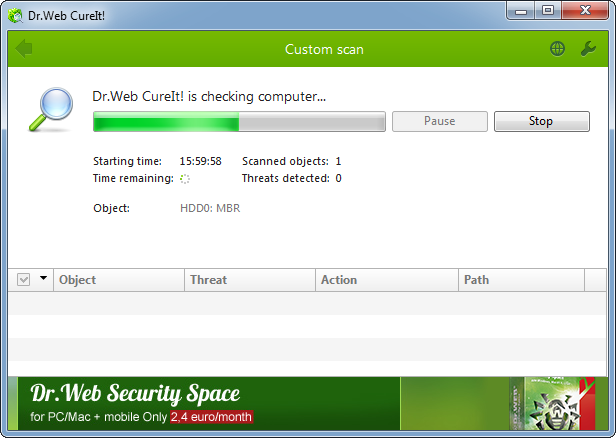 Dr.Web CureIt!
Custom scan
Dr.Web CureIt! is checking computer...
Pause
Stop
Starting time: 15:59:58 Scanned objects: 1
Time remaining: Threats detected: 0
Object: HDD0: MBR
Object Threat Action Path
Dr.Web Security Space
for PC/Mac + mobile Only 2,4 euro/month